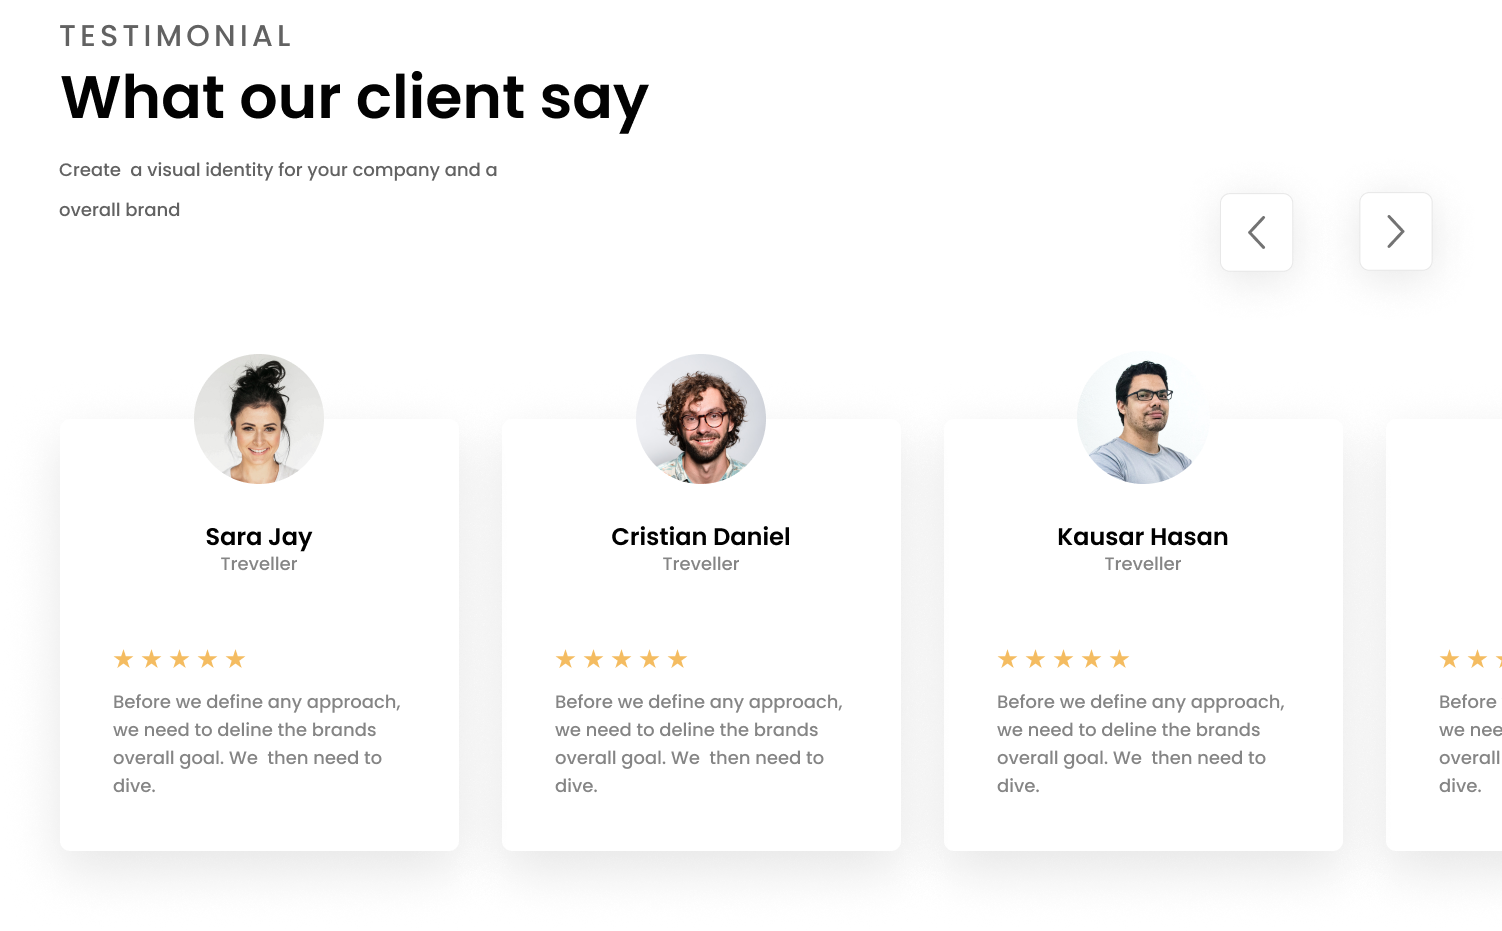 TESTIMONIAL
What our client say
Create  a visual identity for your company and a
overall brand
Sara Jay
Treveller
★ ★ ★ ★ ★
Before we define any approach,
we need to deline the brands
overall goal. We  then need to
dive.
Cristian Daniel
Treveller
★ ★ ★ ★ ★
Before we define any approach,
we need to deline the brands
overall goal. We  then need to
dive.
Kausar Hasan
Treveller
★ ★ ★ ★ ★
Before we define any approach,
we need to deline the brands
overall goal. We  then need to
dive.
★ ★
Before
we nee
overall
dive.